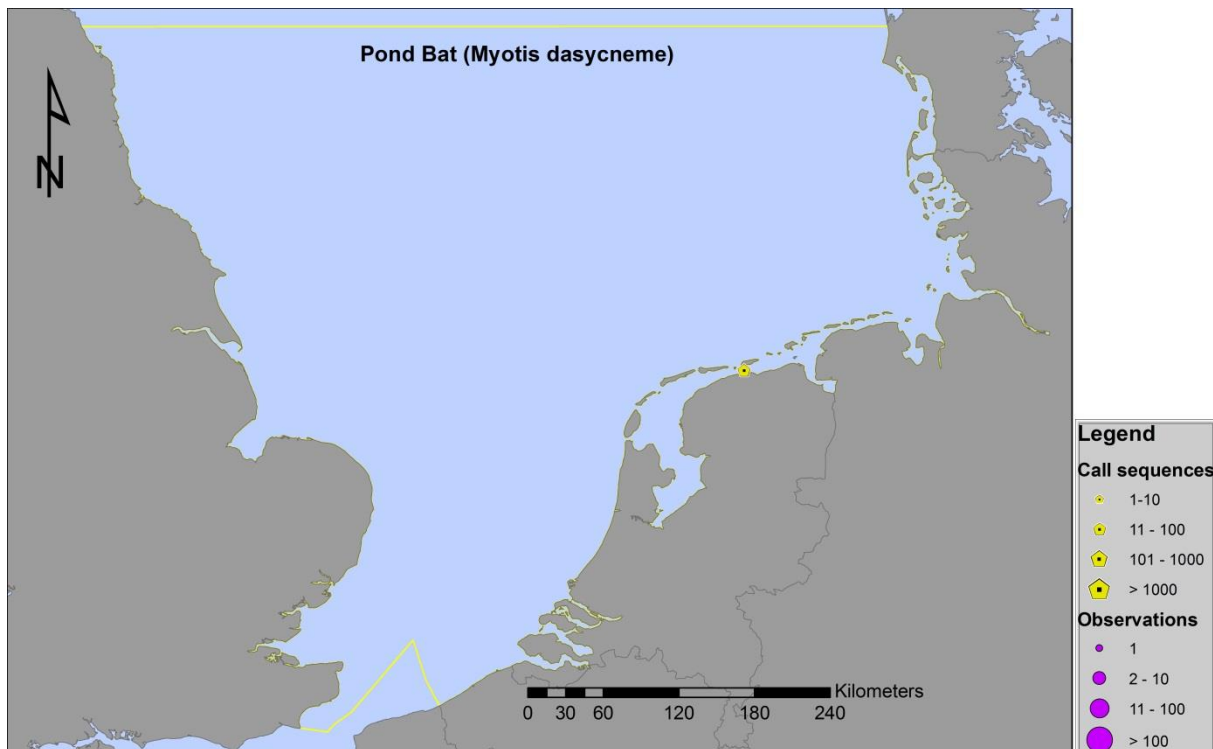 Pond Bat (Myotis dasycneme)
N
Kilometers
0 30 60 120 180 240
Legend
Call sequences
1-10
11 - 100
101 - 1000
> 1000
Observations
1
2 - 10
11 - 100
> 100